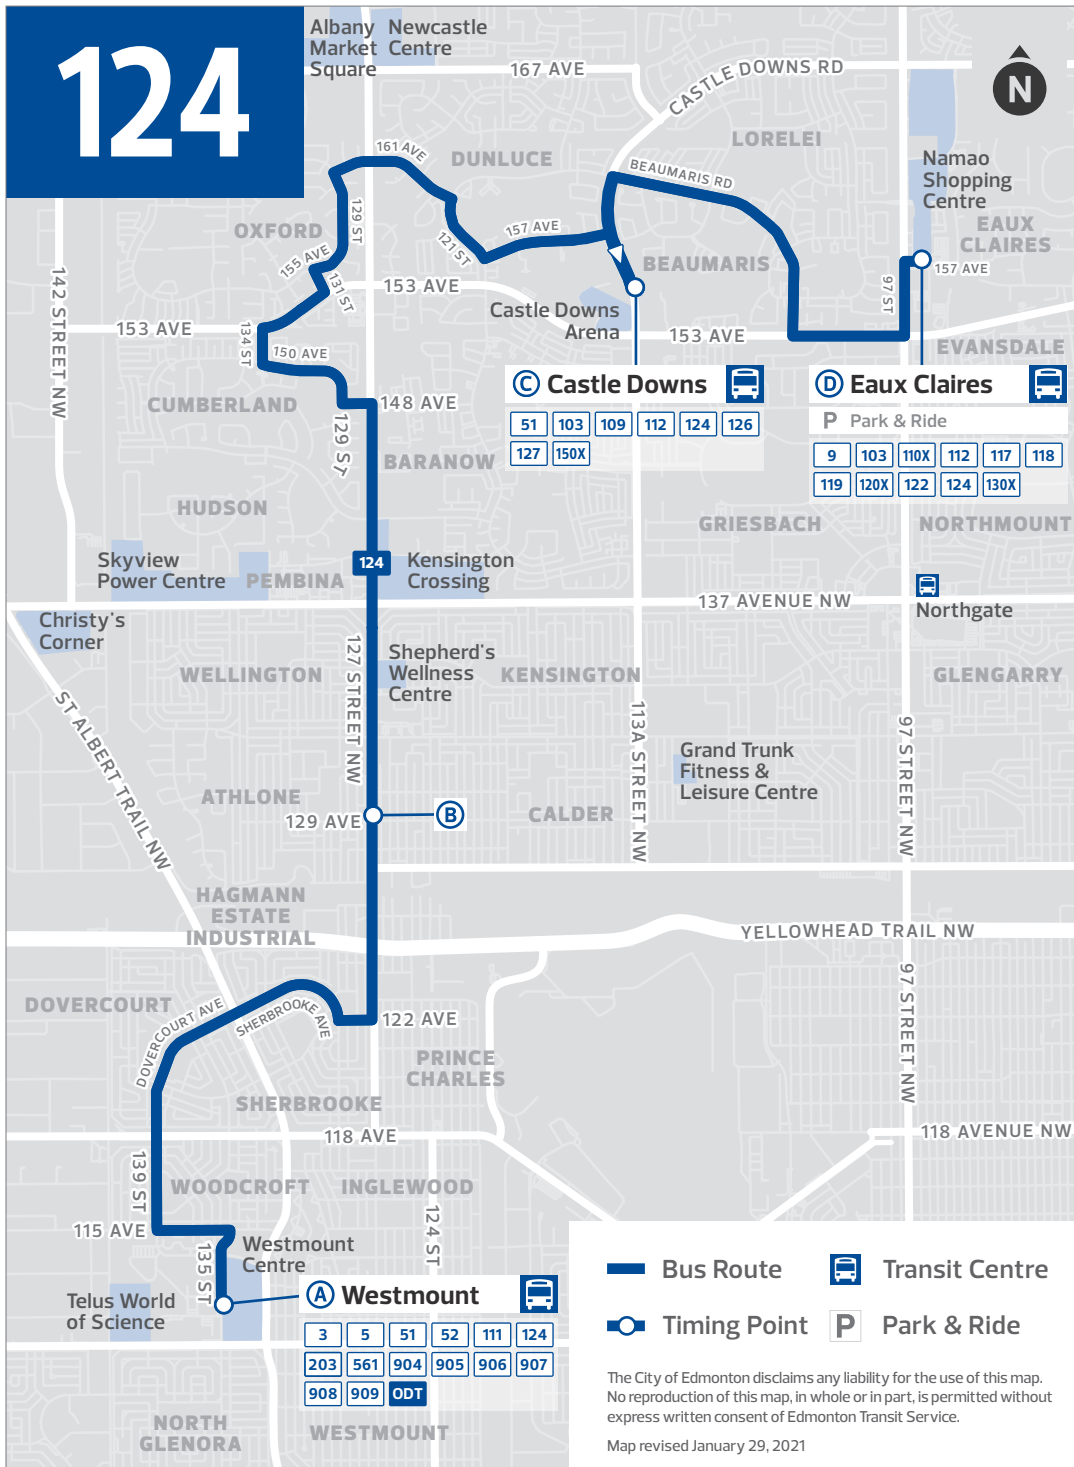 124
Albany
Market
Square
Newcastle
Centre
167 AVE
CASTLE DOWNS RD
N
LORELEI
161 AVE
DUNLUCE
BEAUMARIS RD
Namao
Shopping
Centre
129 ST
OXFORD
121 ST
157 AVE
EAUX
CLAIRES
155 AVE
BEAUMARIS
157 AVE
142 STREET NW
131 ST
153 AVE
97 ST
Castle Downs
Arena
153 AVE
134 ST
150 AVE
153 AVE
EVANSDALE
C Castle Downs
51 103 109 112 124 126
127 150X
D Eaux Claires
P Park & Ride
9 103 110X 112 117 118
119 120X 122 124 130X
CUMBERLAND
148 AVE
129 ST
BARANOW
HUDSON
GRIESBACH
NORTHMOUNT
Skyview
Power Centre
PEMBINA
124
Kensington
Crossing
137 AVENUE NW
Northgate
Christy's
Corner
WELLINGTON
127 STREET NW
Shepherd's
Wellness
Centre
KENSINGTON
GLENGARRY
ST ALBERT TRAIL NW
113A STREET NW
Grand Trunk
Fitness &
Leisure Centre
97 STREET NW
ATHLONE
129 AVE
B
CALDER
HAGMANN
ESTATE
INDUSTRIAL
YELLOWHEAD TRAIL NW
DOVERCOURT
DOVERCOURT AVE
SHERBROOKE AVE
122 AVE
97 STREET NW
PRINCE
CHARLES
SHERBROOKE
118 AVE
118 AVENUE NW
139 ST
WOODCROFT
INGLEWOOD
115 AVE
124 ST
135 ST
Westmount
Centre
Telus World
of Science
A Westmount
3 5 51 52 111 124
203 561 904 905 906 907
908 909 ODT
NORTH
GLENORA
WESTMOUNT
Bus Route
Transit Centre
Timing Point
P Park & Ride
The City of Edmonton disclaims any liability for the use of this map.
No reproduction of this map, in whole or in part, is permitted without
express written consent of Edmonton Transit Service.
Map revised January 29, 2021